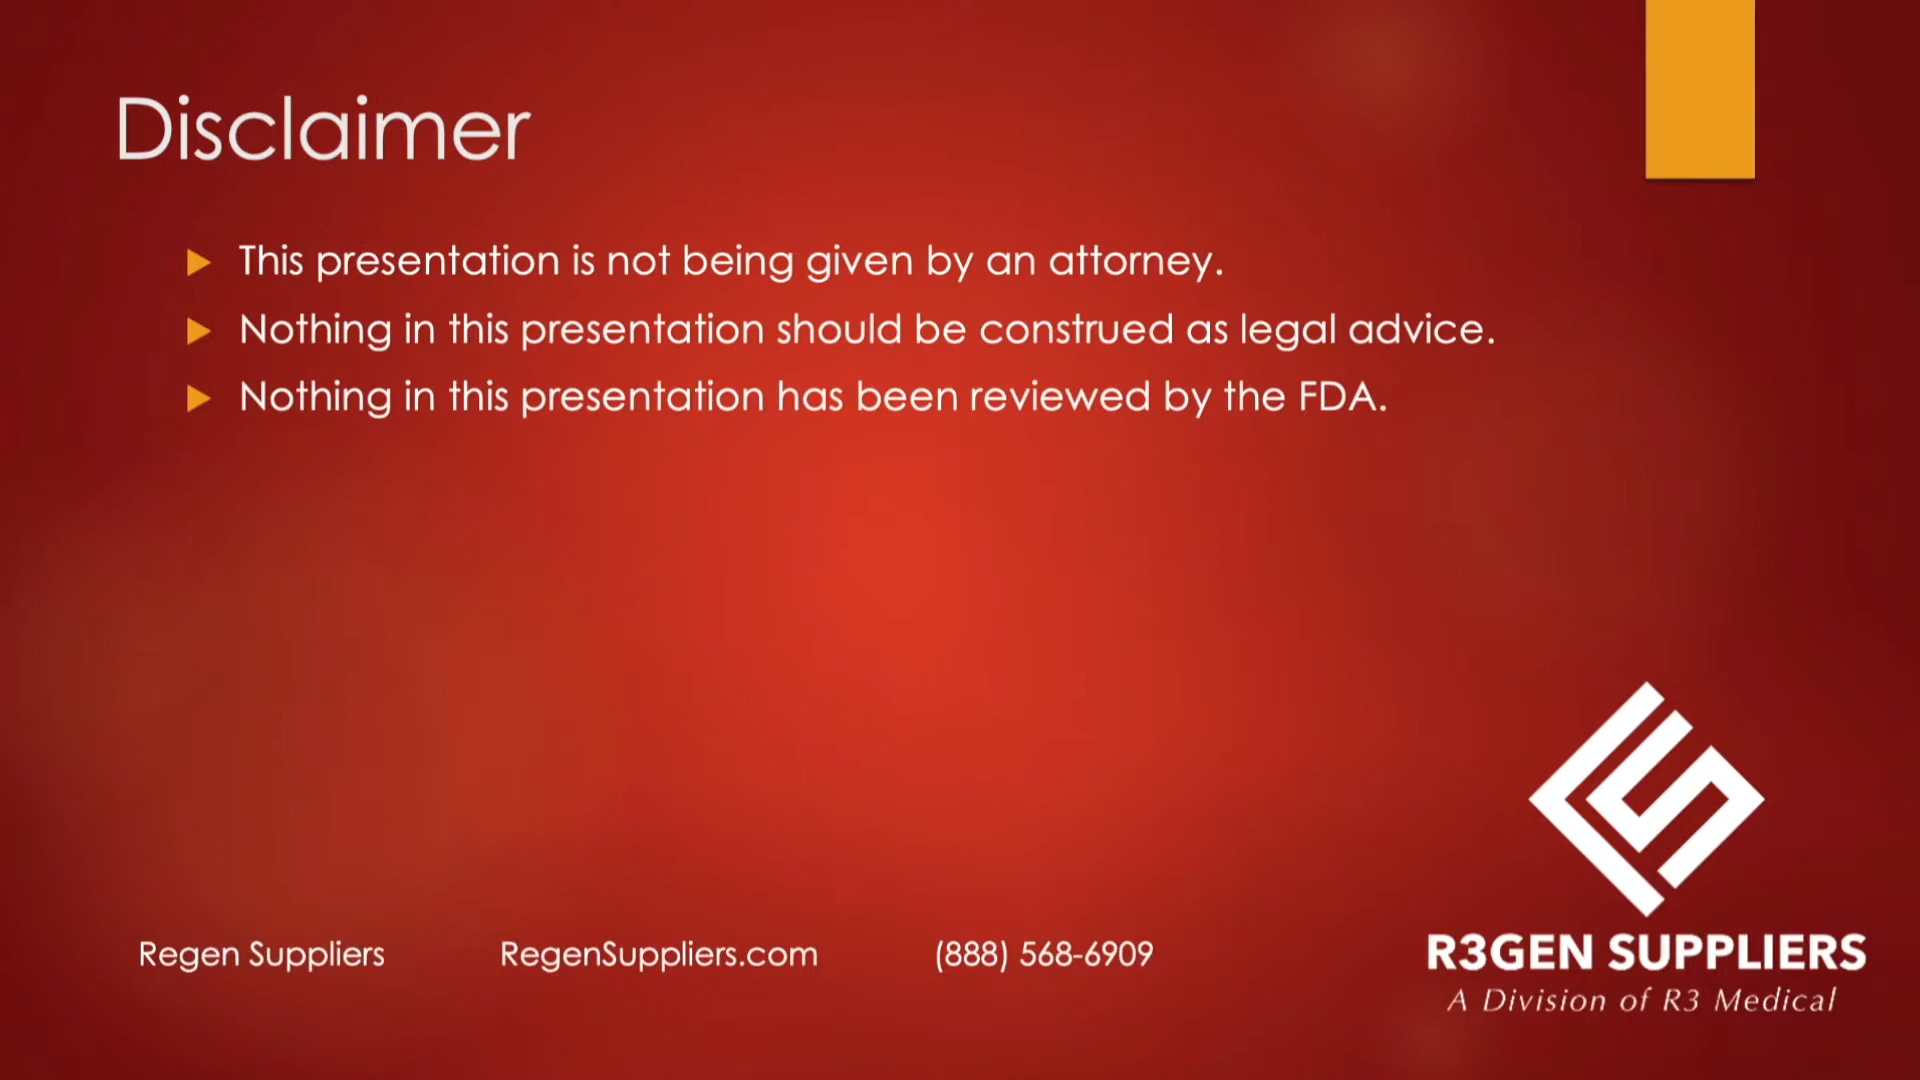 Disclaimer
This presentation is not being given by an attorney.
Nothing in this presentation should be construed as legal advice.
Nothing in this presentation has been reviewed by the FDA.
Regen Suppliers
RegenSuppliers.com
(888) 568-6909
R3GEN SUPPLIERS
A Division of R3 Medical